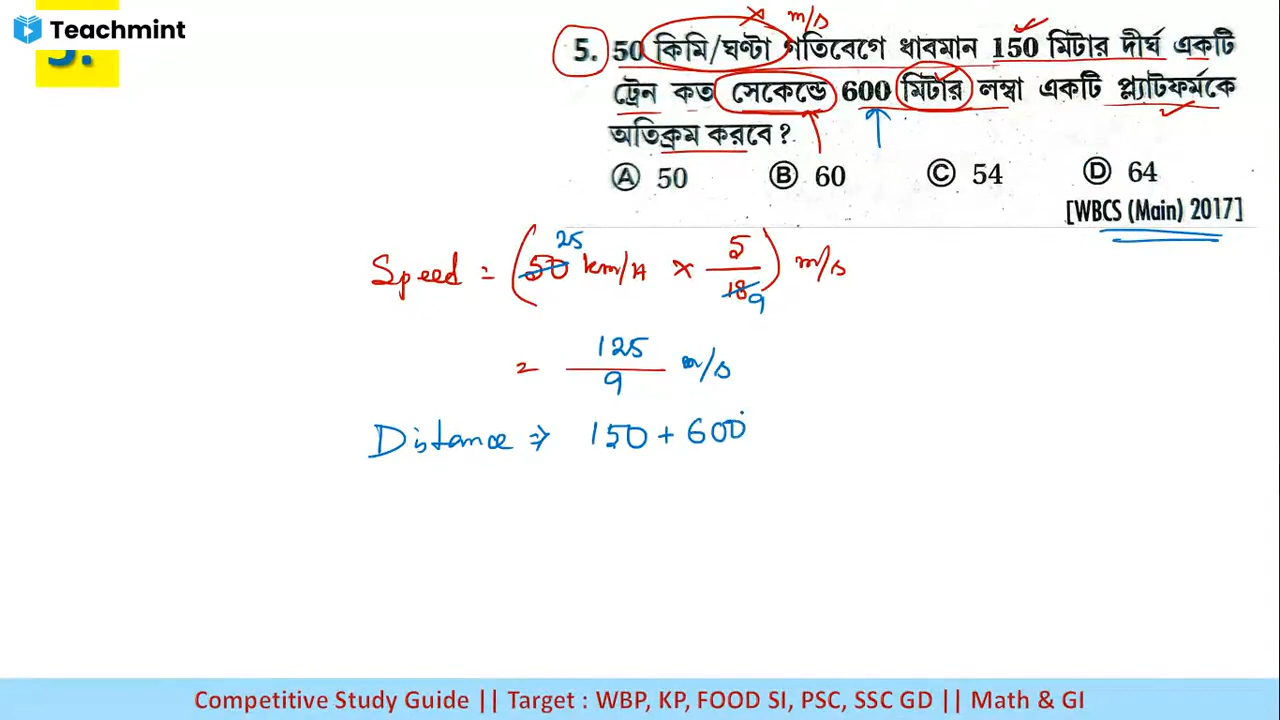 Teachmint
5.
m/s
5. 50 কিমি/ঘণ্টা গতিবেগে ধাবমান 150 মিটার দীর্ঘ একটি
ট্রেন কত সেকেন্ডে 600 মিটার লম্বা একটি প্ল্যাটফর্মকে
অতিক্রম করবে?
A 50 B 60 C 54 D 64
[WBCS (Main) 2017]
25
Speed = (50 km/h × 5/18) m/s
9
= 125/9 m/s
Distance ⇒ 150 + 600
Competitive Study Guide || Target : WBP, KP, FOOD SI, PSC, SSC GD || Math & GI